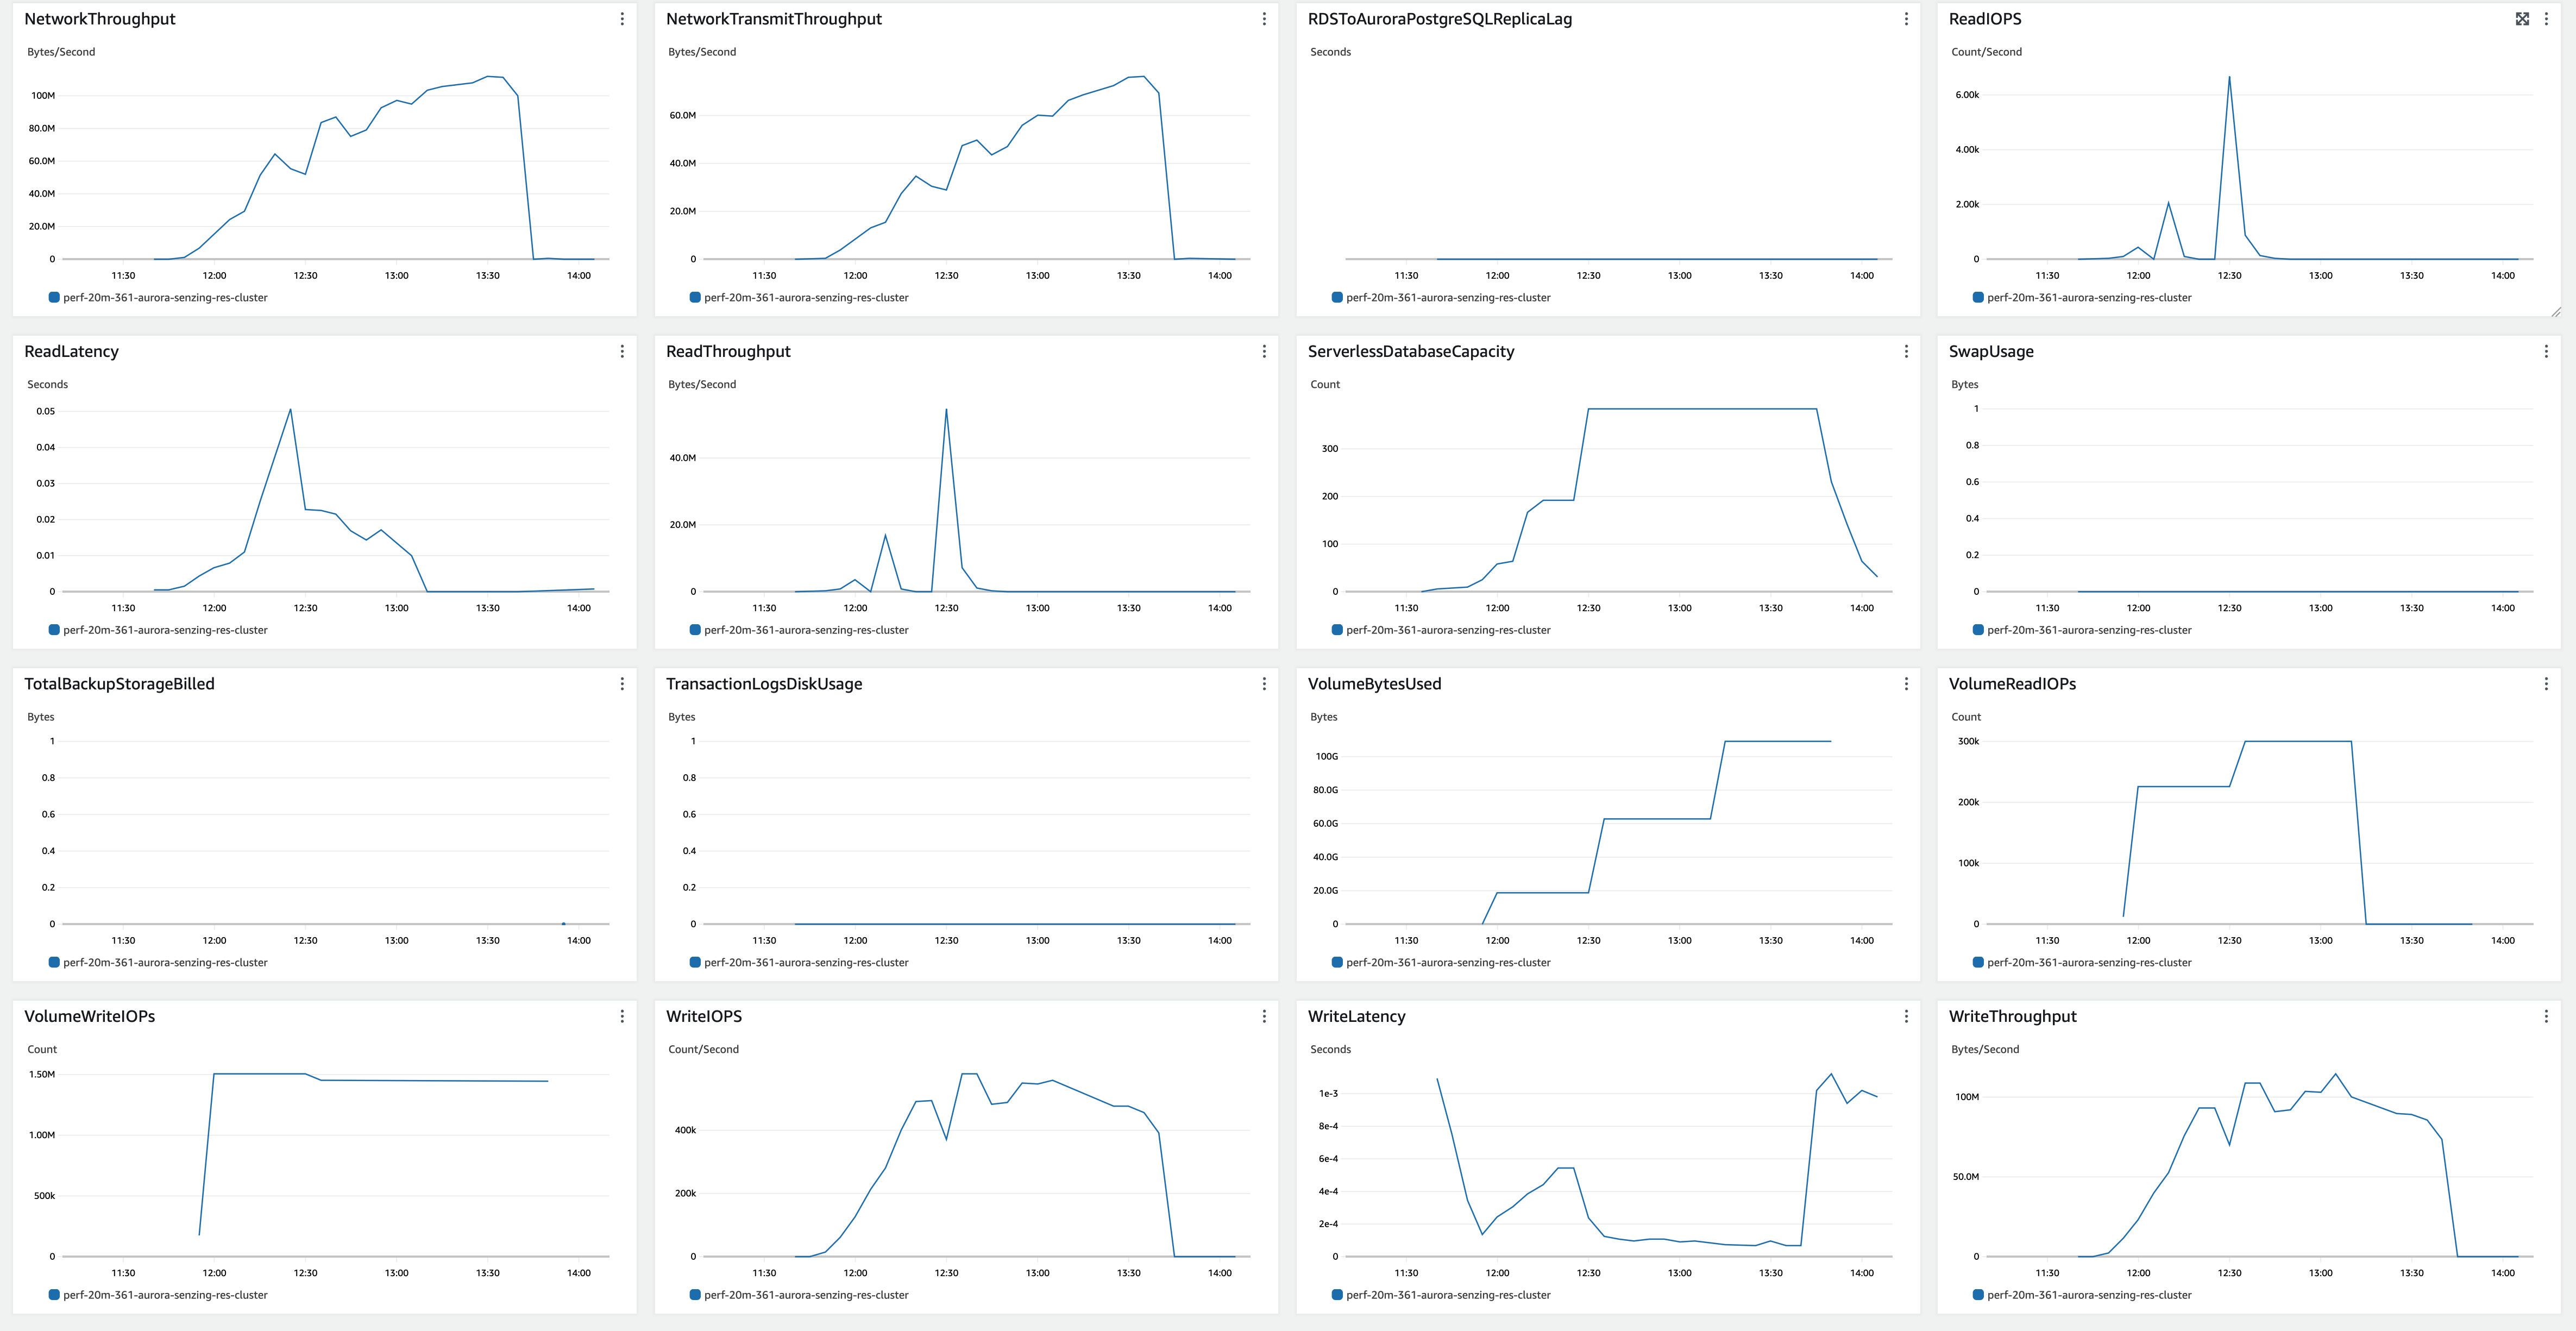 NetworkThroughput
Bytes/Second
100M
80.0M
60.0M
40.0M
20.0M
0
11:30 12:00 12:30 13:00 13:30 14:00
perf-20m-361-aurora-senzing-res-cluster
NetworkTransmitThroughput
Bytes/Second
60.0M
40.0M
20.0M
0
11:30 12:00 12:30 13:00 13:30 14:00
perf-20m-361-aurora-senzing-res-cluster
RDSToAuroraPostgreSQLReplicaLag
Seconds
11:30 12:00 12:30 13:00 13:30 14:00
perf-20m-361-aurora-senzing-res-cluster
ReadIOPS
Count/Second
6.00k
4.00k
2.00k
0
11:30 12:00 12:30 13:00 13:30 14:00
perf-20m-361-aurora-senzing-res-cluster
ReadLatency
Seconds
0.05
0.04
0.03
0.02
0.01
0
11:30 12:00 12:30 13:00 13:30 14:00
perf-20m-361-aurora-senzing-res-cluster
ReadThroughput
Bytes/Second
40.0M
20.0M
0
11:30 12:00 12:30 13:00 13:30 14:00
perf-20m-361-aurora-senzing-res-cluster
ServerlessDatabaseCapacity
Count
300
200
100
0
11:30 12:00 12:30 13:00 13:30 14:00
perf-20m-361-aurora-senzing-res-cluster
SwapUsage
Bytes
1
0.8
0.6
0.4
0.2
0
11:30 12:00 12:30 13:00 13:30 14:00
perf-20m-361-aurora-senzing-res-cluster
TotalBackupStorageBilled
Bytes
1
0.8
0.6
0.4
0.2
0
11:30 12:00 12:30 13:00 13:30 14:00
perf-20m-361-aurora-senzing-res-cluster
TransactionLogsDiskUsage
Bytes
1
0.8
0.6
0.4
0.2
0
11:30 12:00 12:30 13:00 13:30 14:00
perf-20m-361-aurora-senzing-res-cluster
VolumeBytesUsed
Bytes
100G
80.0G
60.0G
40.0G
20.0G
0
11:30 12:00 12:30 13:00 13:30 14:00
perf-20m-361-aurora-senzing-res-cluster
VolumeReadIOPs
Count
300k
200k
100k
0
11:30 12:00 12:30 13:00 13:30 14:00
perf-20m-361-aurora-senzing-res-cluster
VolumeWriteIOPs
Count
1.50M
1.00M
500k
0
11:30 12:00 12:30 13:00 13:30 14:00
perf-20m-361-aurora-senzing-res-cluster
WriteIOPS
Count/Second
400k
200k
0
11:30 12:00 12:30 13:00 13:30 14:00
perf-20m-361-aurora-senzing-res-cluster
WriteLatency
Seconds
1e-3
8e-4
6e-4
4e-4
2e-4
0
11:30 12:00 12:30 13:00 13:30 14:00
perf-20m-361-aurora-senzing-res-cluster
WriteThroughput
Bytes/Second
100M
50.0M
0
11:30 12:00 12:30 13:00 13:30 14:00
perf-20m-361-aurora-senzing-res-cluster